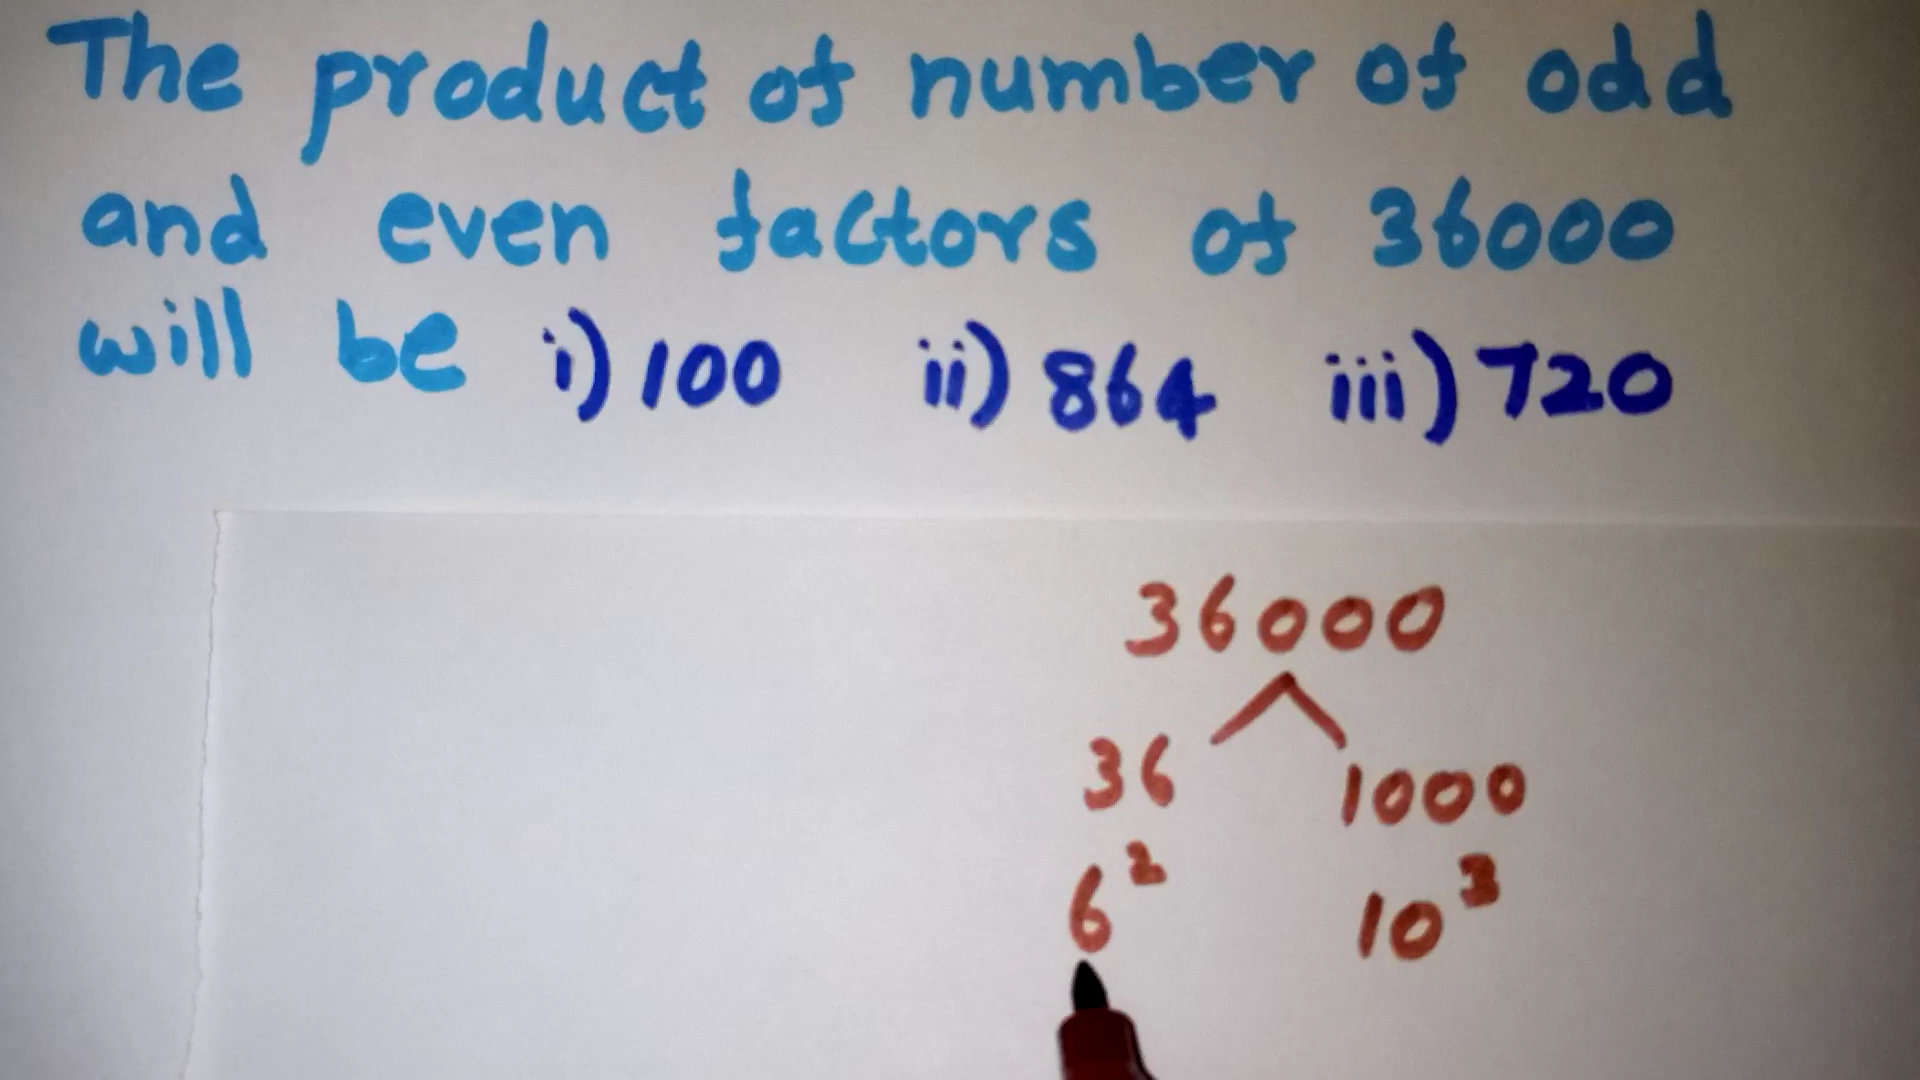 The product of number of odd
and even factors of 36000
will be i) 100 ii) 864 iii) 720
36000
36 1000
6² 10³